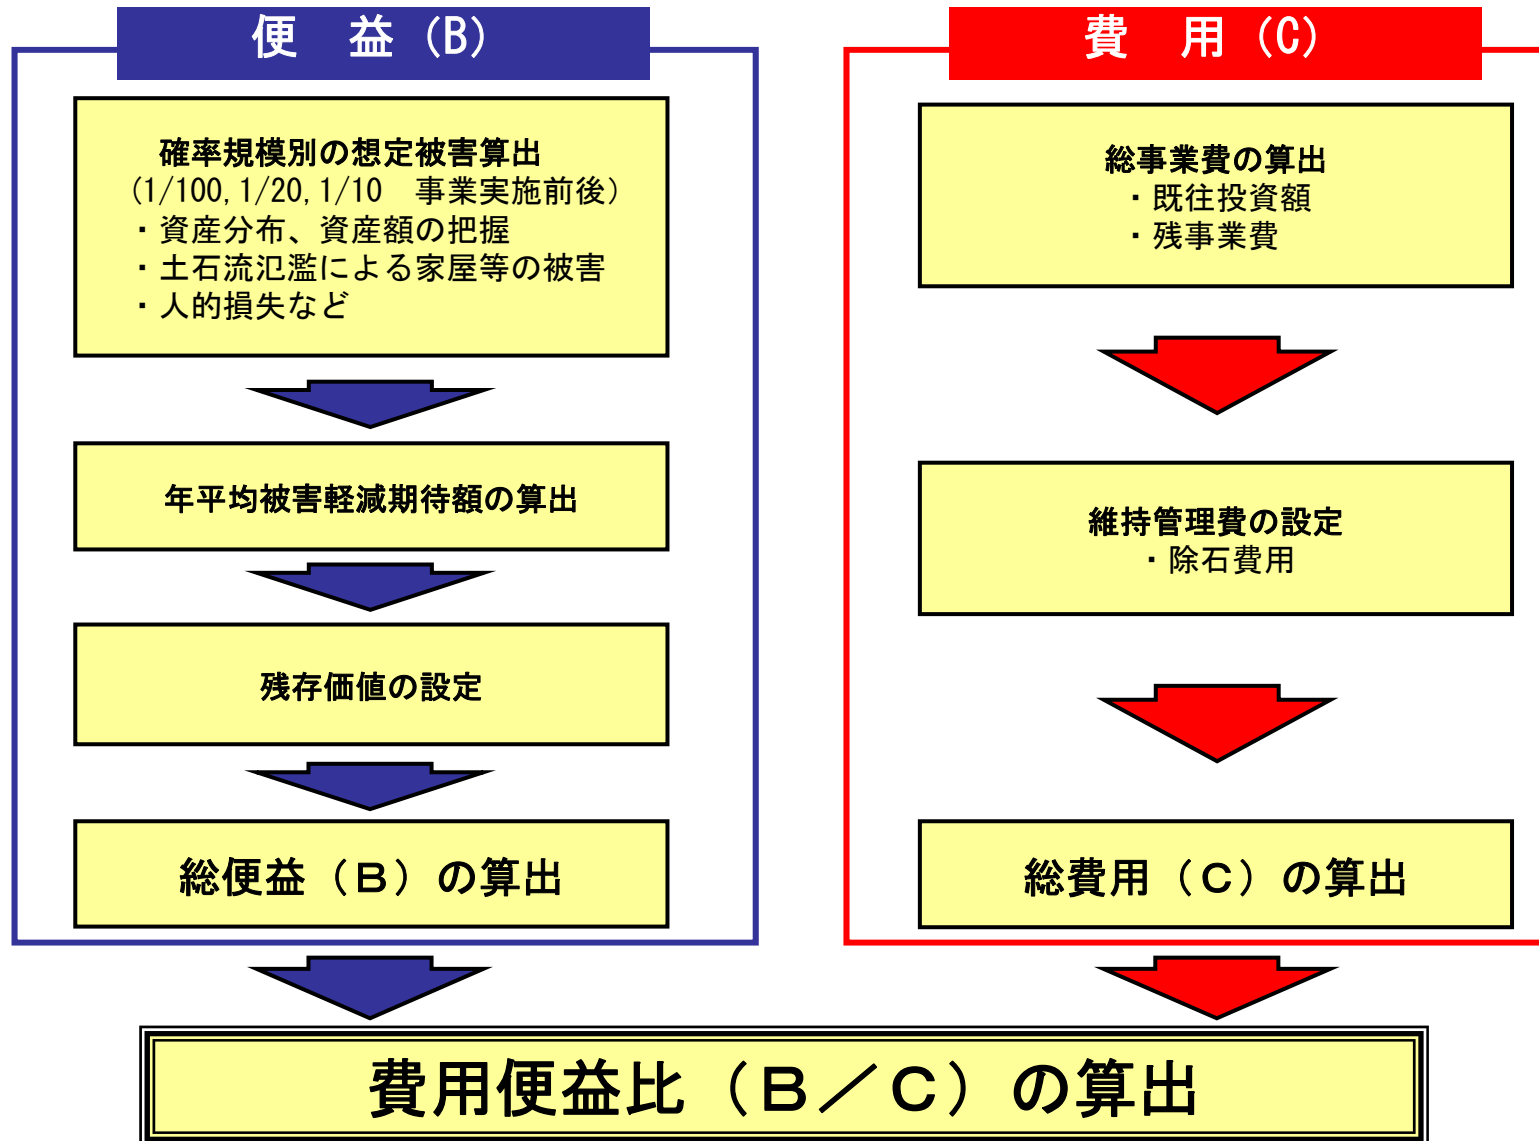 便　益(B)
確率規模別の想定被害算出
(1/100, 1/20, 1/10　事業実施前後)
・資産分布、資産額の把握
・土石流氾濫による家屋等の被害
・人的損失など
年平均被害軽減期待額の算出
残存価値の設定
総便益（Ｂ）の算出
費　用(C)
総事業費の算出
・既往投資額
・残事業費
維持管理費の設定
・除石費用
総費用（Ｃ）の算出
費用便益比（Ｂ／Ｃ）の算出